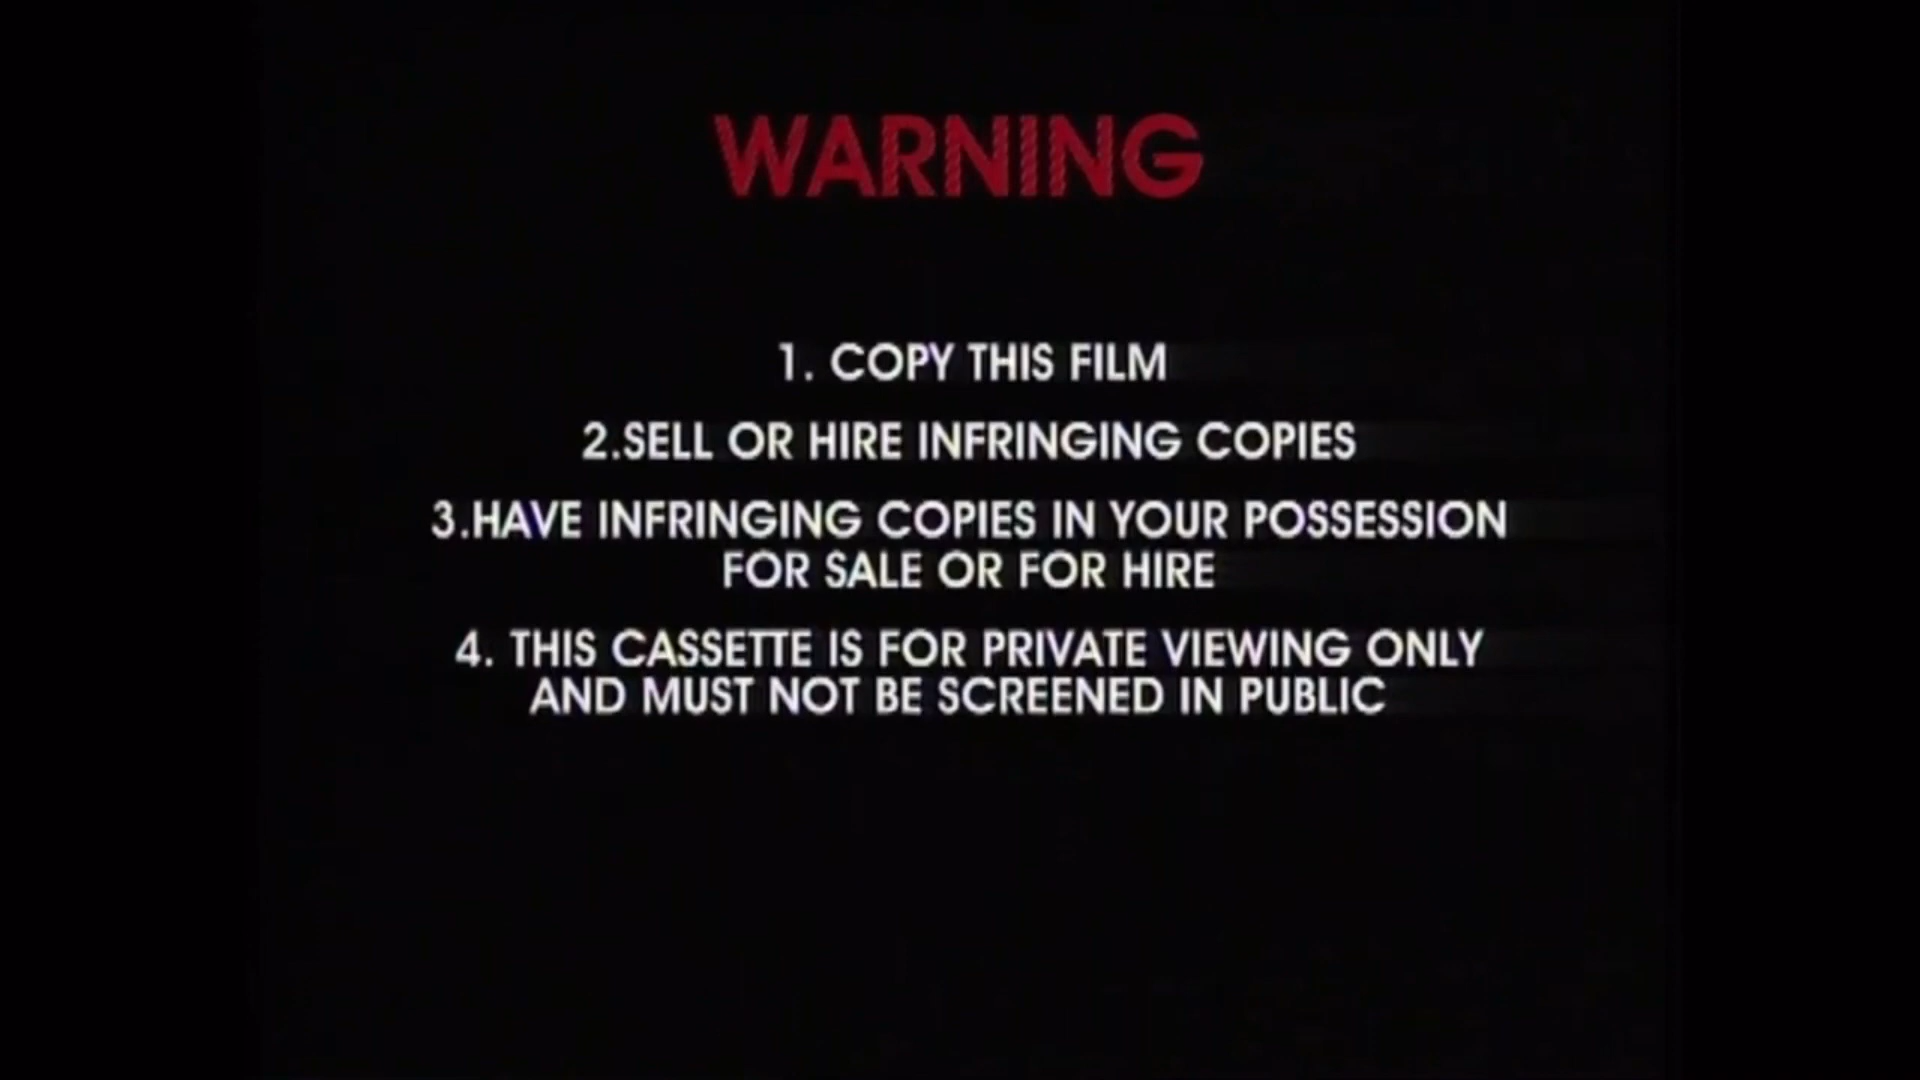 WARNING
1. COPY THIS FILM
2.SELL OR HIRE INFRINGING COPIES
3.HAVE INFRINGING COPIES IN YOUR POSSESSION
FOR SALE OR FOR HIRE
4. THIS CASSETTE IS FOR PRIVATE VIEWING ONLY
AND MUST NOT BE SCREENED IN PUBLIC